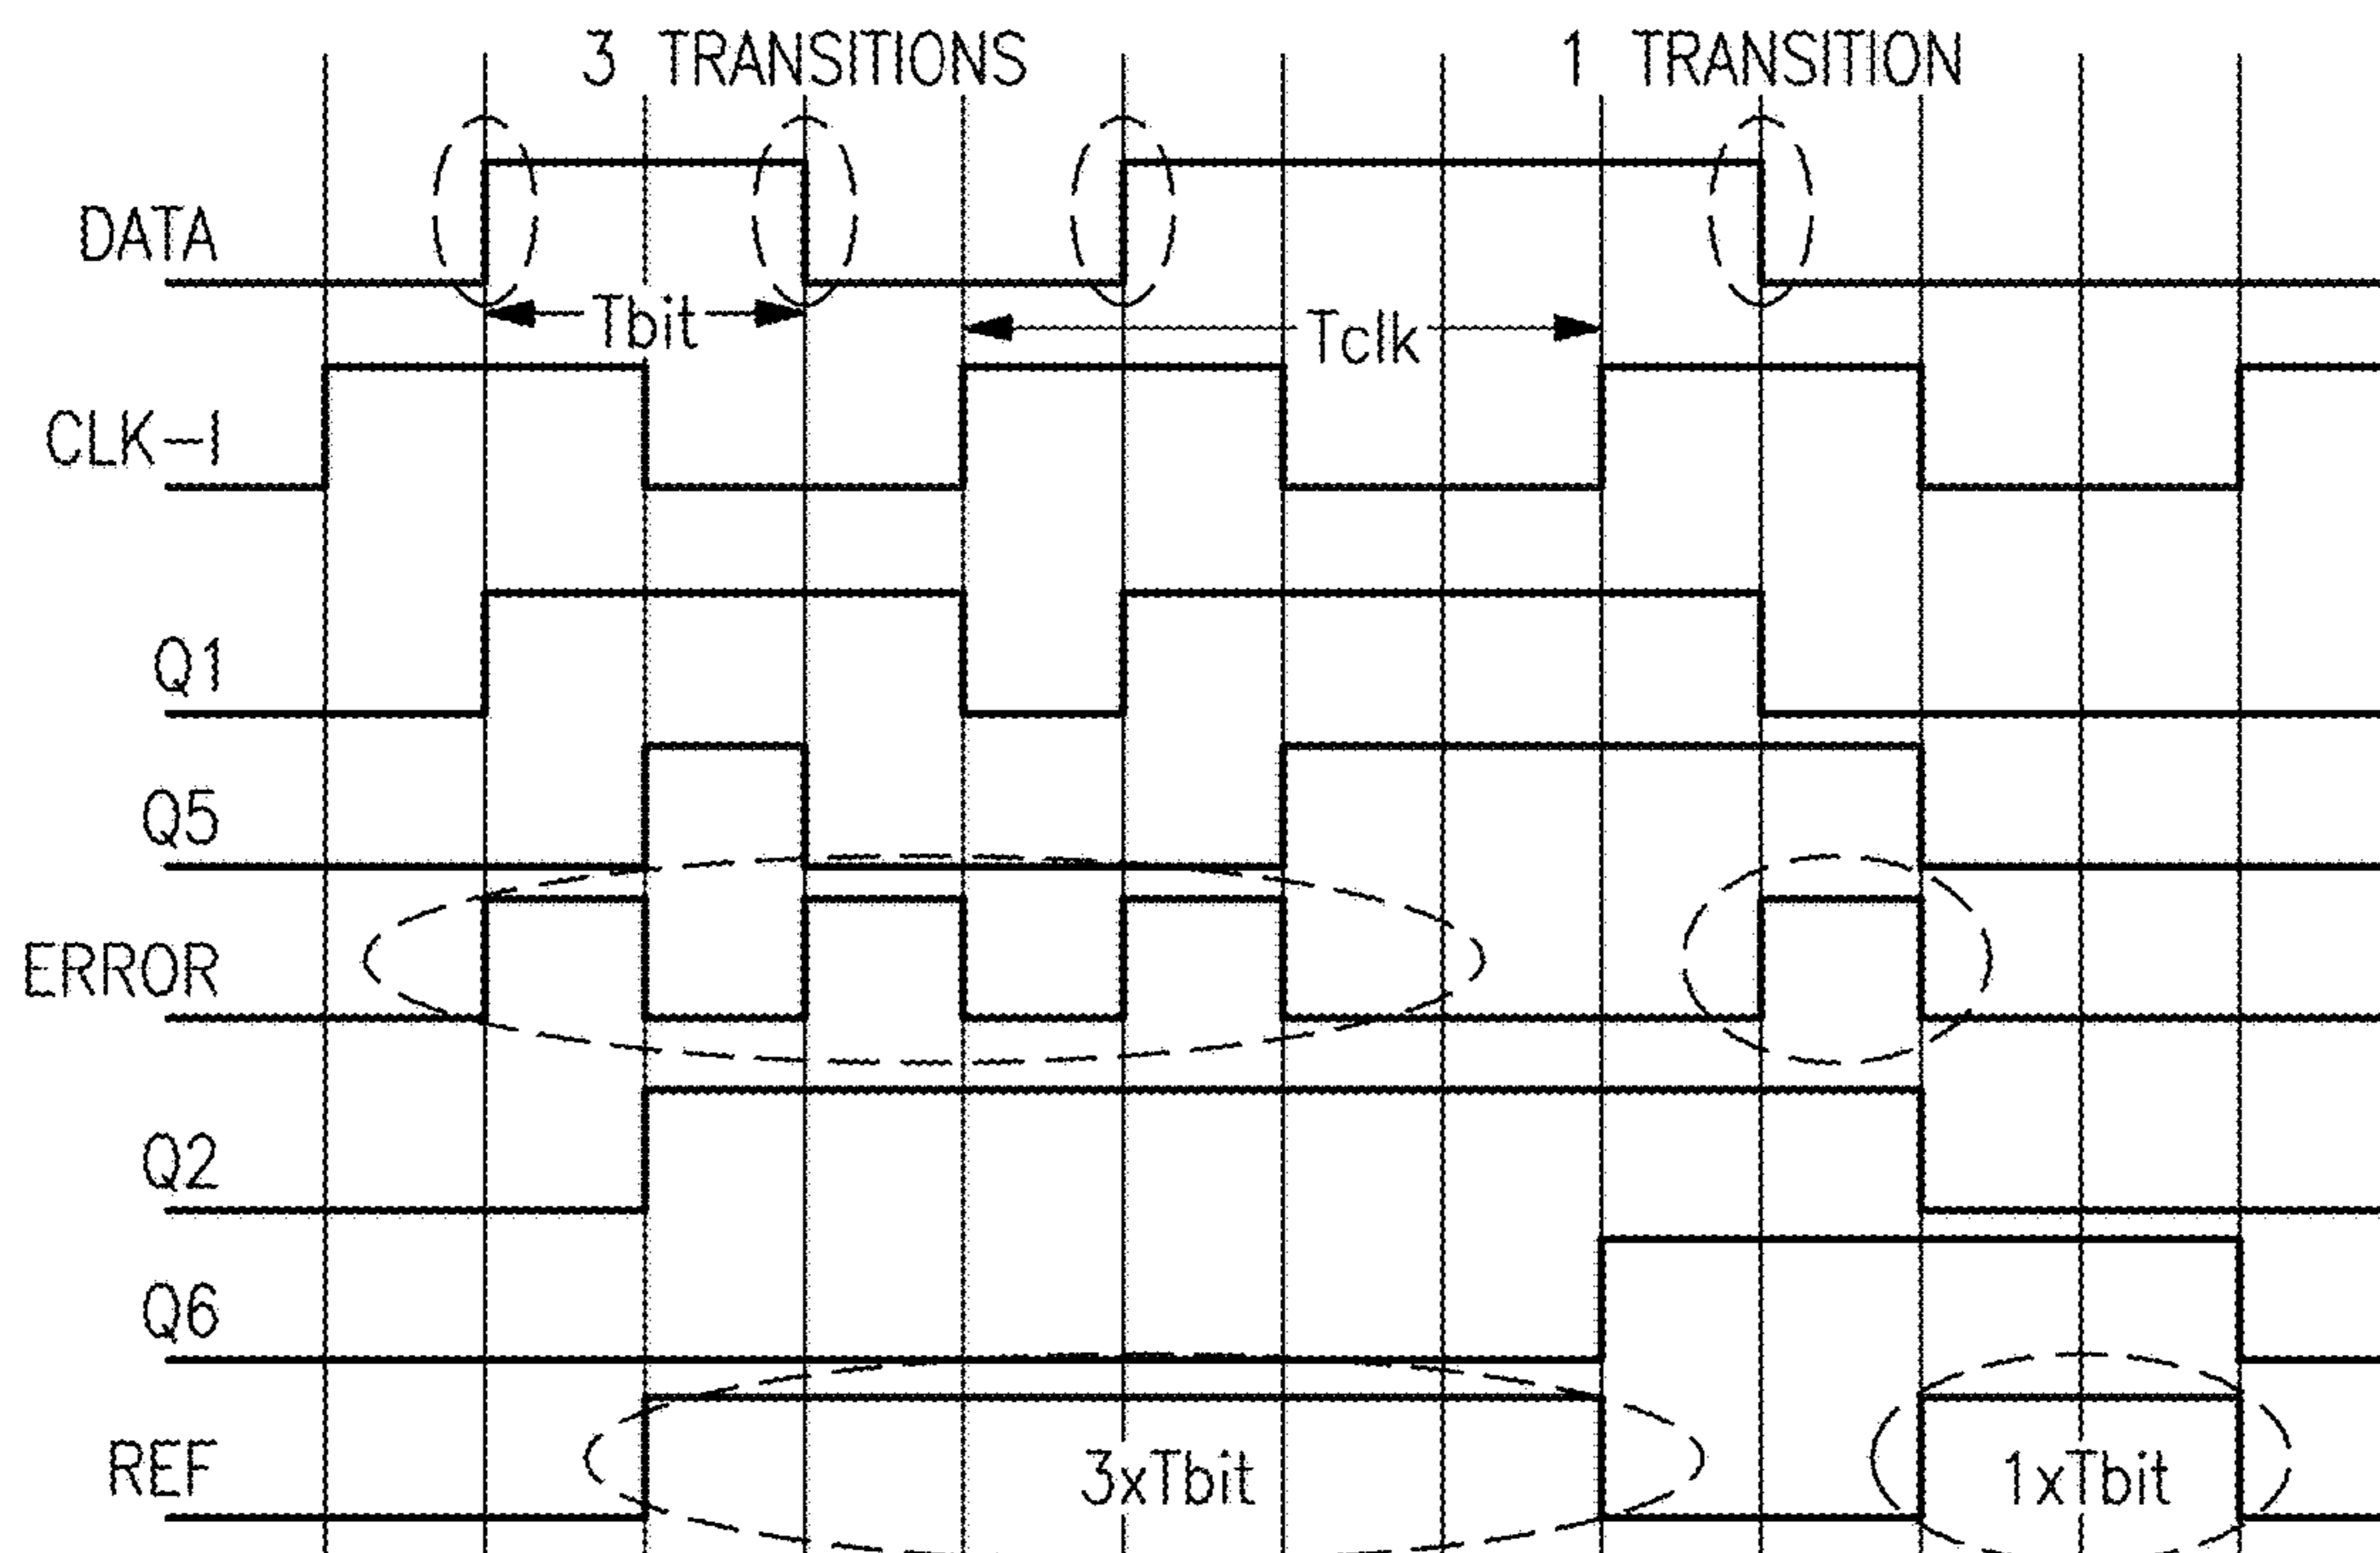 3 TRANSITIONS
1 TRANSITION
DATA
Tbit
Tclk
CLK-I
Q1
Q5
ERROR
Q2
Q6
REF
3xTbit
1xTbit